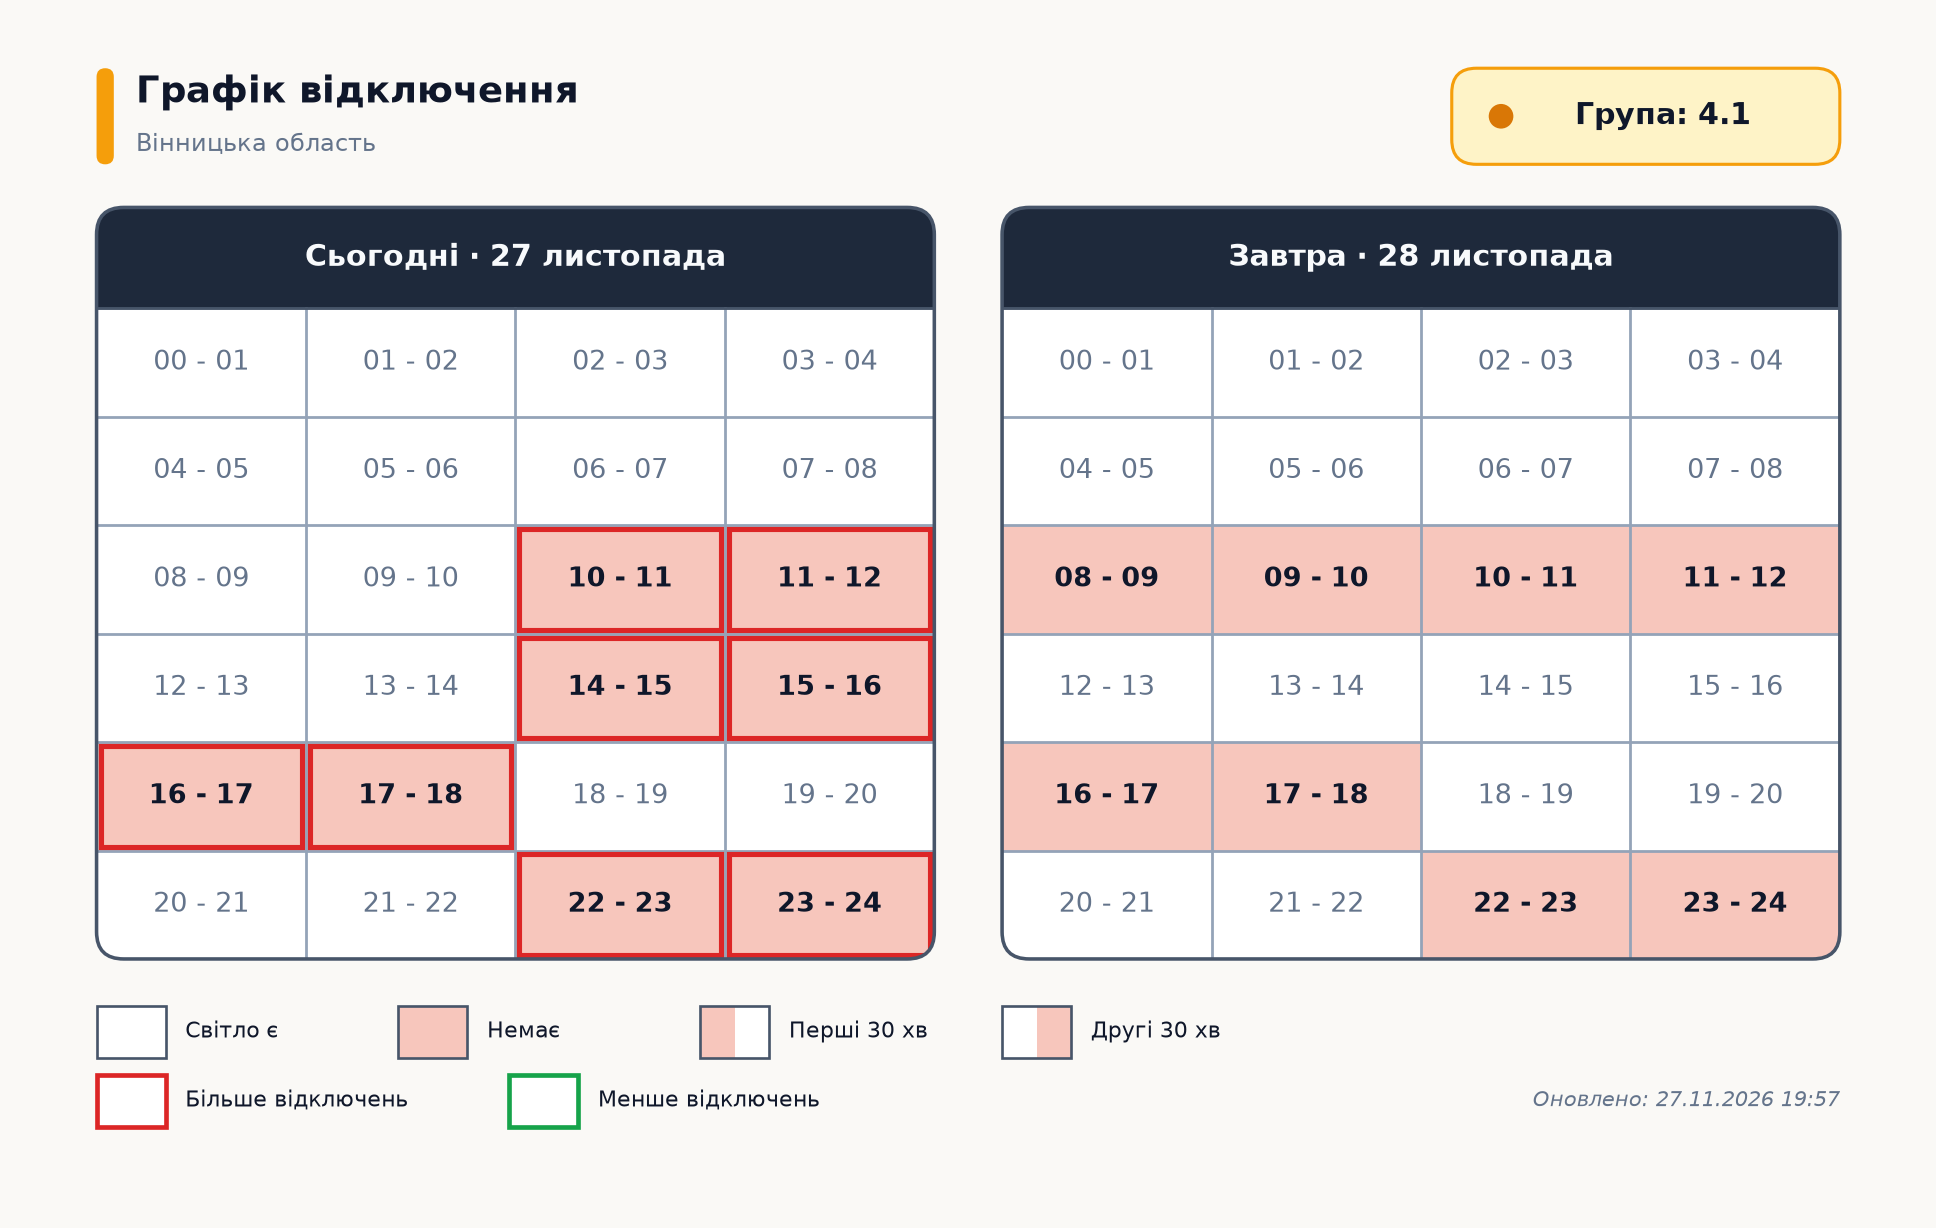 Графік відключення
Вінницька область
Група: 4.1
Сьогодні · 27 листопада
00 - 01 01 - 02 02 - 03 03 - 04
04 - 05 05 - 06 06 - 07 07 - 08
08 - 09 09 - 10 10 - 11 11 - 12
12 - 13 13 - 14 14 - 15 15 - 16
16 - 17 17 - 18 18 - 19 19 - 20
20 - 21 21 - 22 22 - 23 23 - 24
Завтра · 28 листопада
00 - 01 01 - 02 02 - 03 03 - 04
04 - 05 05 - 06 06 - 07 07 - 08
08 - 09 09 - 10 10 - 11 11 - 12
12 - 13 13 - 14 14 - 15 15 - 16
16 - 17 17 - 18 18 - 19 19 - 20
20 - 21 21 - 22 22 - 23 23 - 24
Світло є Немає Перші 30 хв Другі 30 хв
Більше відключень Менше відключень
Оновлено: 27.11.2026 19:57